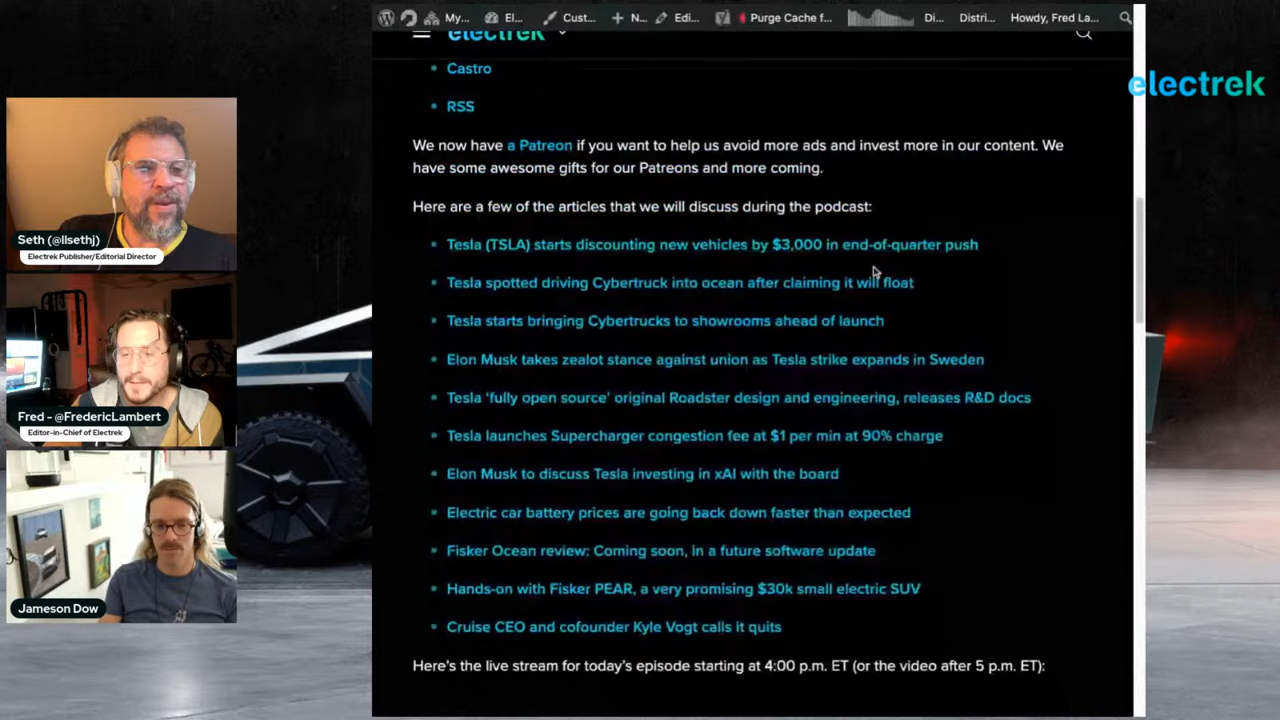 My...
El...
Cust...
N...
Edi...
Purge Cache f...
Di...
Distri...
Howdy, Fred La...
electrek
electrek
Castro
RSS
We now have a Patreon if you want to help us avoid more ads and invest more in our content. We
have some awesome gifts for our Patreons and more coming.
Here are a few of the articles that we will discuss during the podcast:
Tesla (TSLA) starts discounting new vehicles by $3,000 in end-of-quarter push
Tesla spotted driving Cybertruck into ocean after claiming it will float
Tesla starts bringing Cybertrucks to showrooms ahead of launch
Elon Musk takes zealot stance against union as Tesla strike expands in Sweden
Tesla ‘fully open source’ original Roadster design and engineering, releases R&D docs
Tesla launches Supercharger congestion fee at $1 per min at 90% charge
Elon Musk to discuss Tesla investing in xAI with the board
Electric car battery prices are going back down faster than expected
Fisker Ocean review: Coming soon, in a future software update
Hands-on with Fisker PEAR, a very promising $30k small electric SUV
Cruise CEO and cofounder Kyle Vogt calls it quits
Here’s the live stream for today’s episode starting at 4:00 p.m. ET (or the video after 5 p.m. ET):
Seth (@llsethj)
Electrek Publisher/Editorial Director
Fred - @FredericLambert
Editor-in-Chief of Electrek
Jameson Dow